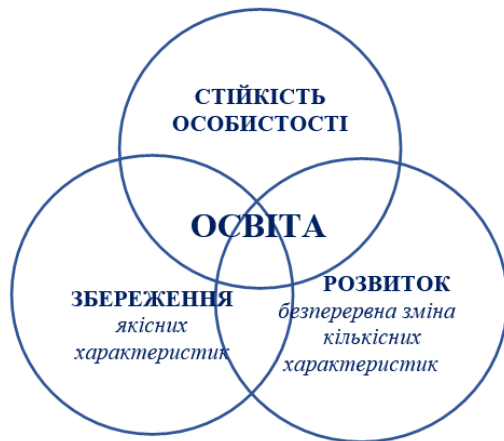 СТІЙКІСТЬ
ОСОБИСТОСТІ
ОСВІТА
ЗБЕРЕЖЕННЯ
якісних
характеристик
РОЗВИТОК
безперервна зміна
кількісних
характеристик